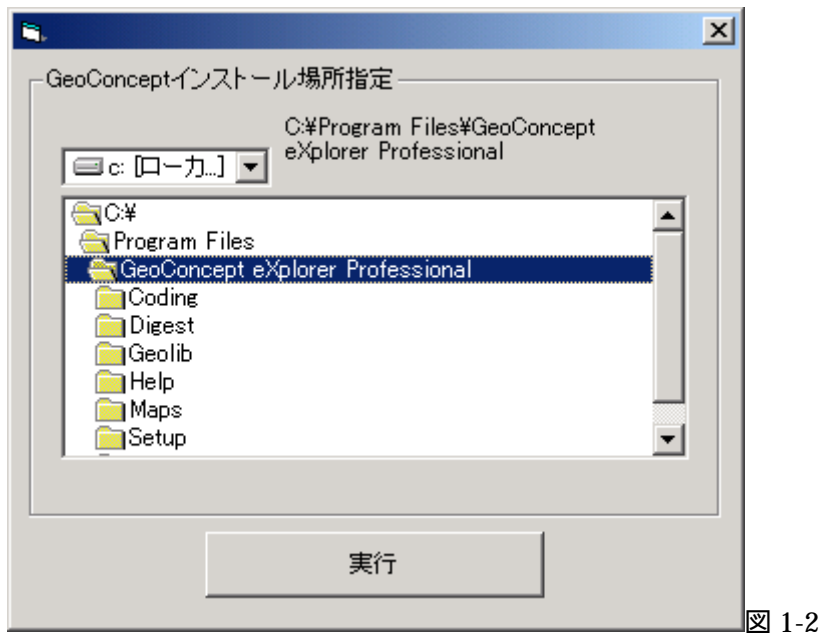 GeoConceptインストール場所指定
C:¥Program Files¥GeoConcept
eXplorer Professional
c: [ローカ...]
C:¥
Program Files
GeoConcept eXplorer Professional
Coding
Digest
Geolib
Help
Maps
Setup
実行
図 1-2